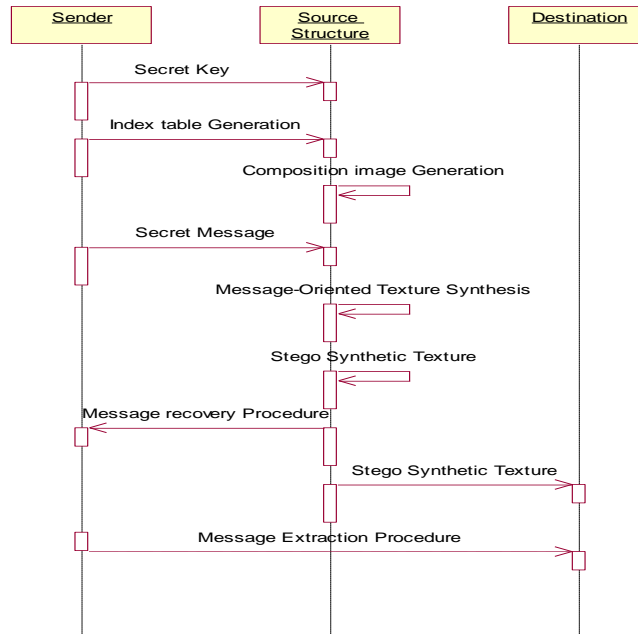 Sender
Source
Structure
Destination
Secret Key
Index table Generation
Composition image Generation
Secret Message
Message-Oriented Texture Synthesis
Stego Synthetic Texture
Message recovery Procedure
Stego Synthetic Texture
Message Extraction Procedure